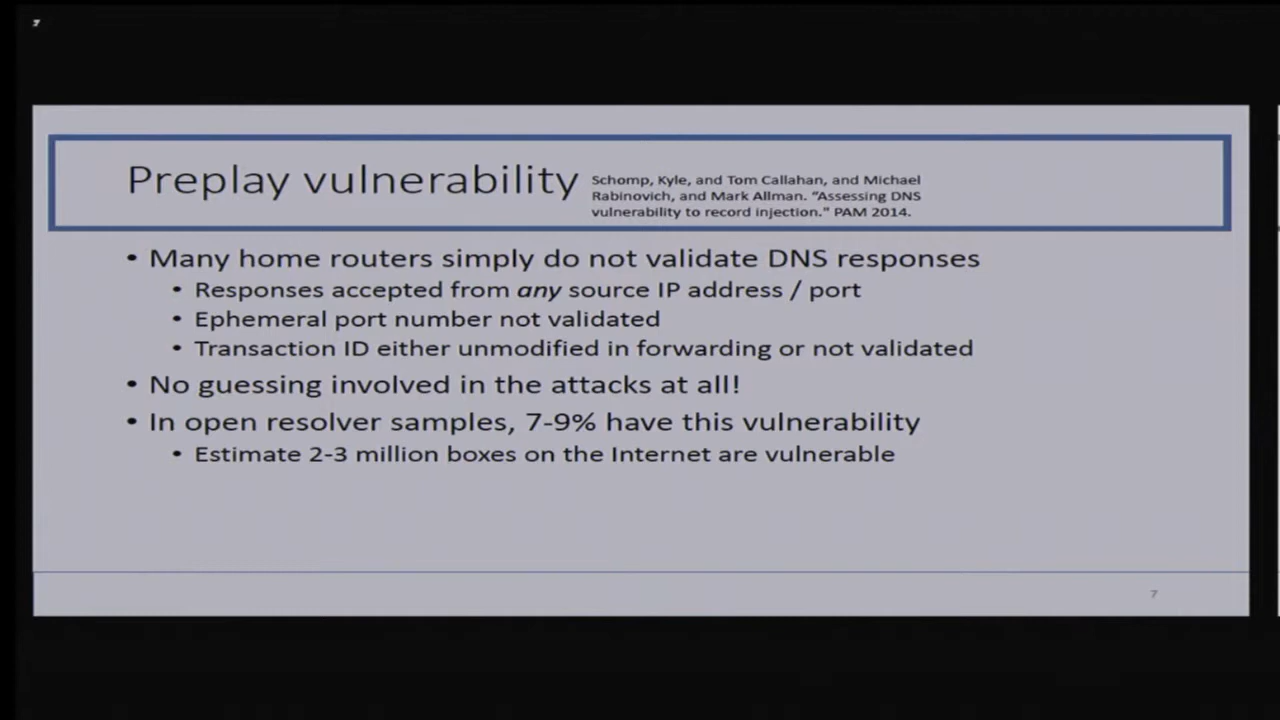 7
Preplay vulnerability
Schomp, Kyle, and Tom Callahan, and Michael
Rabinovich, and Mark Allman. "Assessing DNS
vulnerability to record injection." PAM 2014.
• Many home routers simply do not validate DNS responses
• Responses accepted from any source IP address / port
• Ephemeral port number not validated
• Transaction ID either unmodified in forwarding or not validated
• No guessing involved in the attacks at all!
• In open resolver samples, 7-9% have this vulnerability
• Estimate 2-3 million boxes on the Internet are vulnerable
7